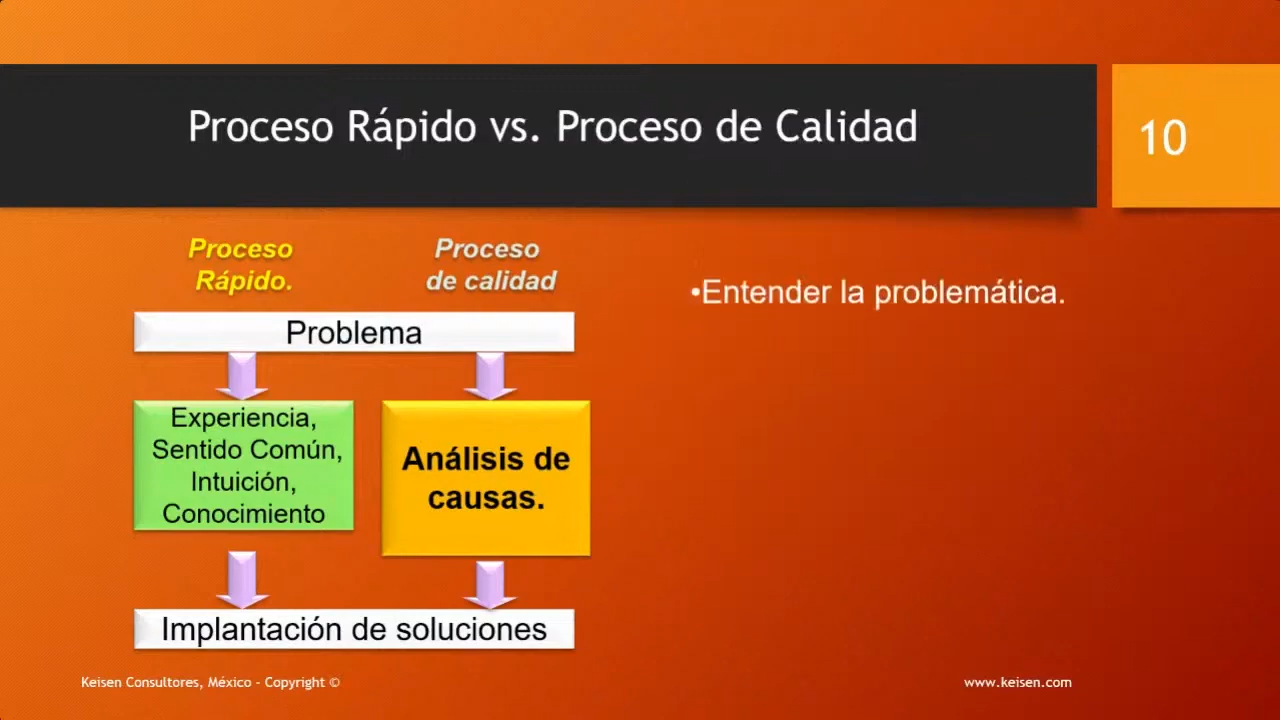 Proceso Rápido vs. Proceso de Calidad
10
Proceso
Rápido.
Proceso
de calidad
Problema
Experiencia,
Sentido Común,
Intuición,
Conocimiento
Análisis de
causas.
Implantación de soluciones
•Entender la problemática.
Keisen Consultores, México - Copyright ©
www.keisen.com